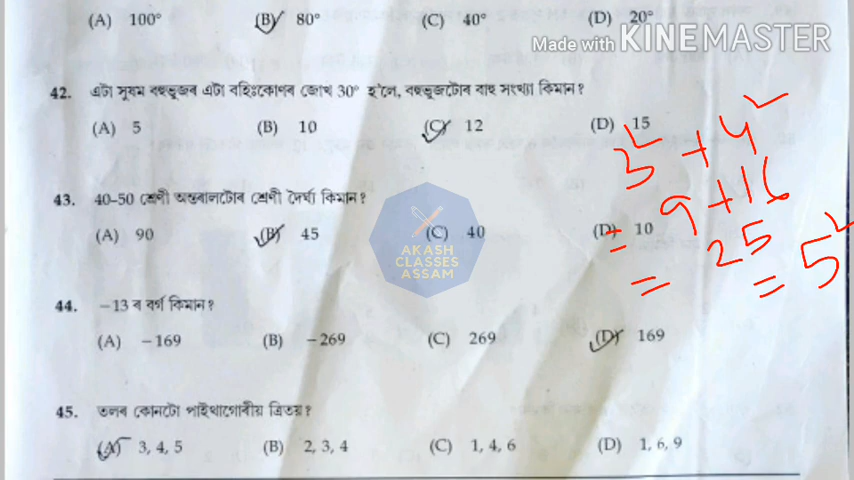 (A) 100° (B) 80° (C) 40° (D) 20°
Made with KINEMASTER
42. এটা সুষম বহুভুজৰ এটা বহিঃকোণৰ জোখ 30° হ'লে, বহুভুজটোৰ বাহু সংখ্যা কিমান?
(A) 5 (B) 10 (C) 12 (D) 15
3² + 4²
43. 40–50 শ্ৰেণী অন্তৰালটোৰ শ্ৰেণী দৈৰ্ঘ্য কিমান?
= 9 + 16
(A) 90 (B) 45 (C) 40 (D) 10
= 25 = 5²
AKASH
CLASSES
ASSAM
44. −13 ৰ বৰ্গ কিমান?
(A) −169 (B) −269 (C) 269 (D) 169
45. তলৰ কোনটো পাইথাগোৰীয় ত্ৰিতয়?
(A) 3, 4, 5 (B) 2, 3, 4 (C) 1, 4, 6 (D) 1, 6, 9